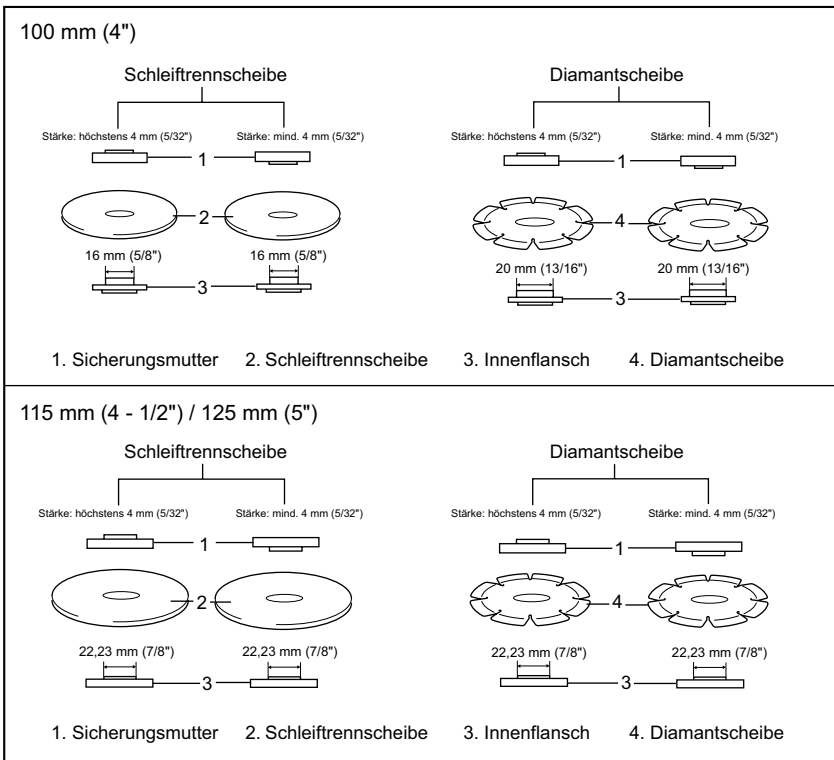 100 mm (4")
Schleiftrennscheibe Diamantscheibe
Stärke: höchstens 4 mm (5/32") Stärke: mind. 4 mm (5/32") Stärke: höchstens 4 mm (5/32") Stärke: mind. 4 mm (5/32")
1 1
2 4
16 mm (5/8") 16 mm (5/8") 20 mm (13/16") 20 mm (13/16")
3 3
1. Sicherungsmutter 2. Schleiftrennscheibe 3. Innenflansch 4. Diamantscheibe
115 mm (4 - 1/2") / 125 mm (5")
Schleiftrennscheibe Diamantscheibe
Stärke: höchstens 4 mm (5/32") Stärke: mind. 4 mm (5/32") Stärke: höchstens 4 mm (5/32") Stärke: mind. 4 mm (5/32")
1 1
2 4
22,23 mm (7/8") 22,23 mm (7/8") 22,23 mm (7/8") 22,23 mm (7/8")
3 3
1. Sicherungsmutter 2. Schleiftrennscheibe 3. Innenflansch 4. Diamantscheibe